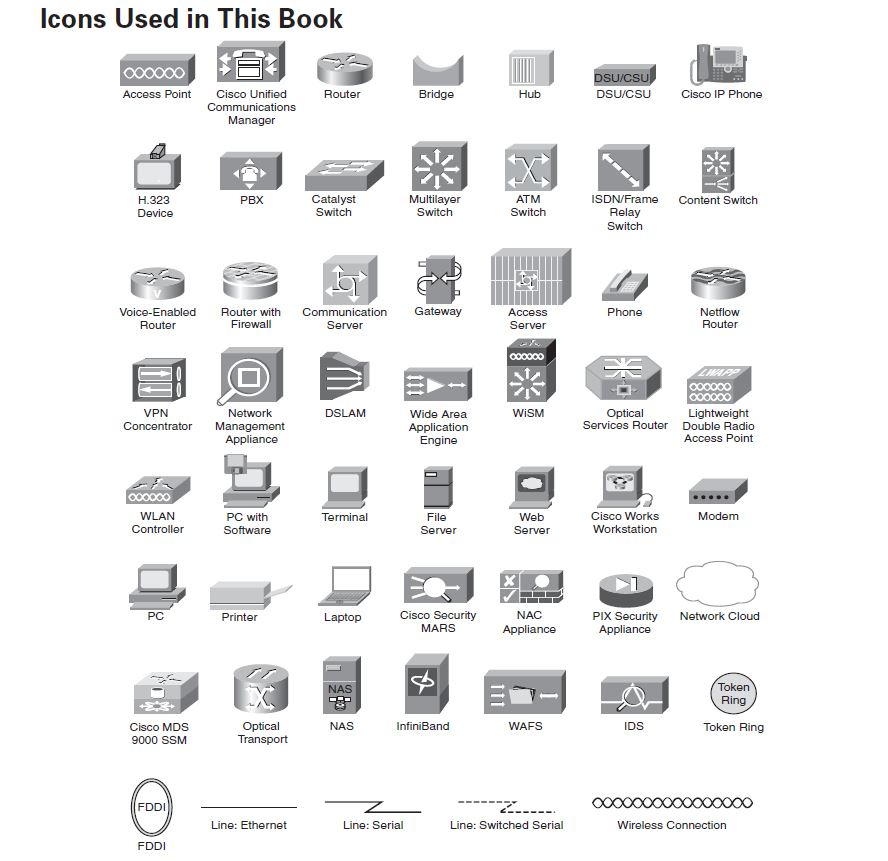 Icons Used in This Book
DSU/CSU
Access Point
Cisco Unified
Communications
Manager
Router
Bridge
Hub
DSU/CSU
Cisco IP Phone
H.323
Device
PBX
Catalyst
Switch
Multilayer
Switch
ATM
Switch
ISDN/Frame
Relay
Switch
Content Switch
V
Voice-Enabled
Router
Router with
Firewall
Communication
Server
Gateway
Access
Server
Phone
Netflow
Router
LWAPP
VPN
Concentrator
Network
Management
Appliance
DSLAM
Wide Area
Application
Engine
WiSM
Optical
Services Router
Lightweight
Double Radio
Access Point
WLAN
Controller
PC with
Software
Terminal
File
Server
Web
Server
Cisco Works
Workstation
Modem
PC
Printer
Laptop
Cisco Security
MARS
NAC
Appliance
PIX Security
Appliance
Network Cloud
NAS
Token
Ring
Cisco MDS
9000 SSM
Optical
Transport
NAS
InfiniBand
WAFS
IDS
Token Ring
FDDI
FDDI
Line: Ethernet
Line: Serial
Line: Switched Serial
Wireless Connection